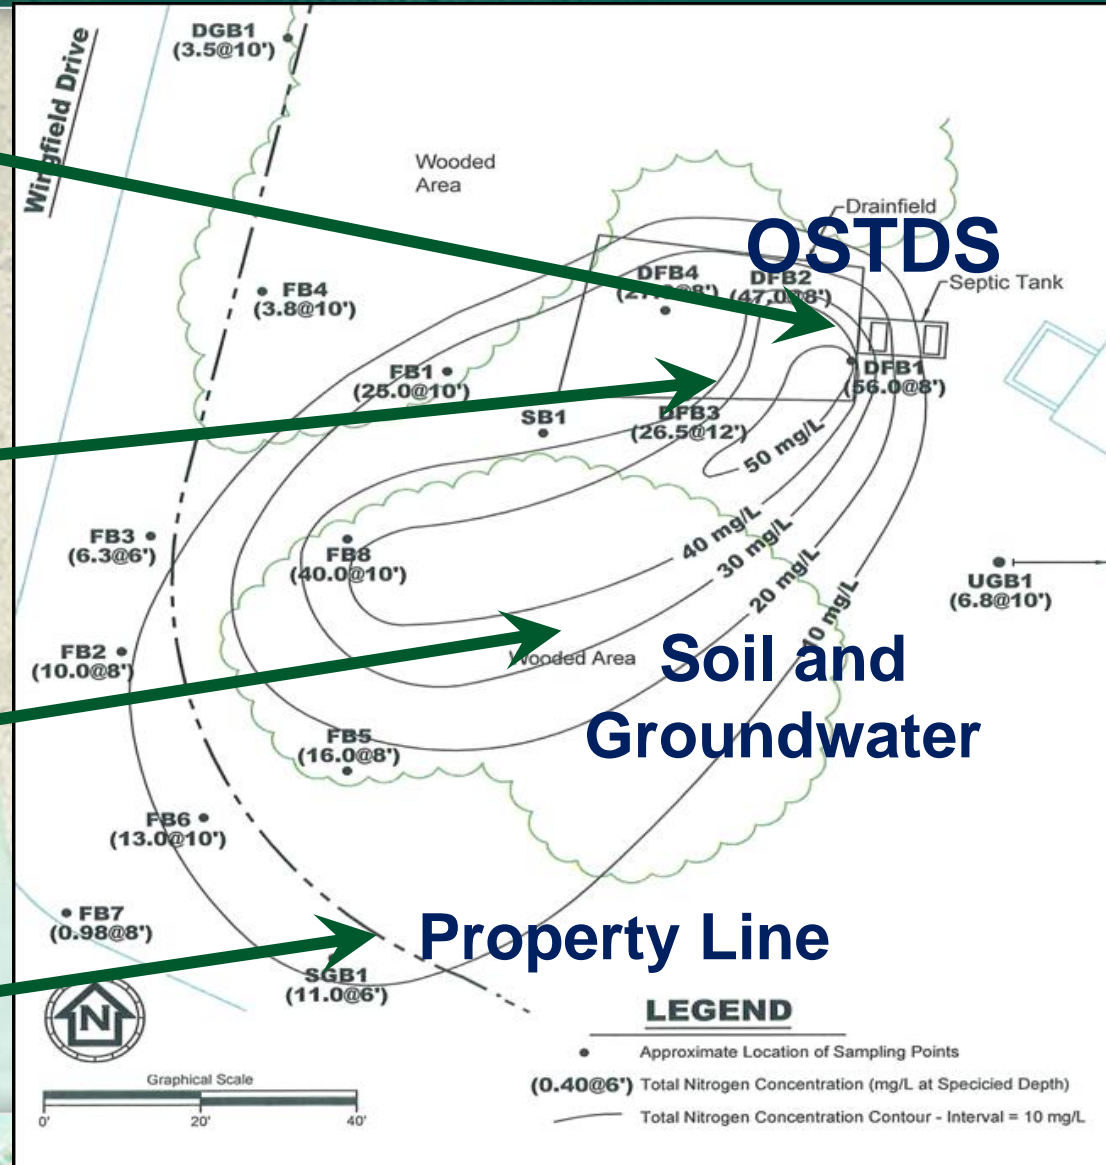 DGB1
(3.5@10')
Wingfield Drive
Wooded
Area
Drainfield
OSTDS
DFB4
DFB2
(47.0@8')
Septic Tank
FB4
(3.8@10')
FB1
(25.0@10')
DFB1
(56.0@8')
SB1
DFB3
(26.5@12')
50 mg/L
40 mg/L
30 mg/L
20 mg/L
10 mg/L
FB3
(6.3@6')
FB8
(40.0@10')
UGB1
(6.8@10')
FB2
(10.0@8')
Wooded Area
Soil and
Groundwater
FB5
(16.0@8')
FB6
(13.0@10')
FB7
(0.98@8')
Property Line
SGB1
(11.0@6')
N
LEGEND
Approximate Location of Sampling Points
(0.40@6') Total Nitrogen Concentration (mg/L at Specicied Depth)
Total Nitrogen Concentration Contour - Interval = 10 mg/L
Graphical Scale
0' 20' 40'